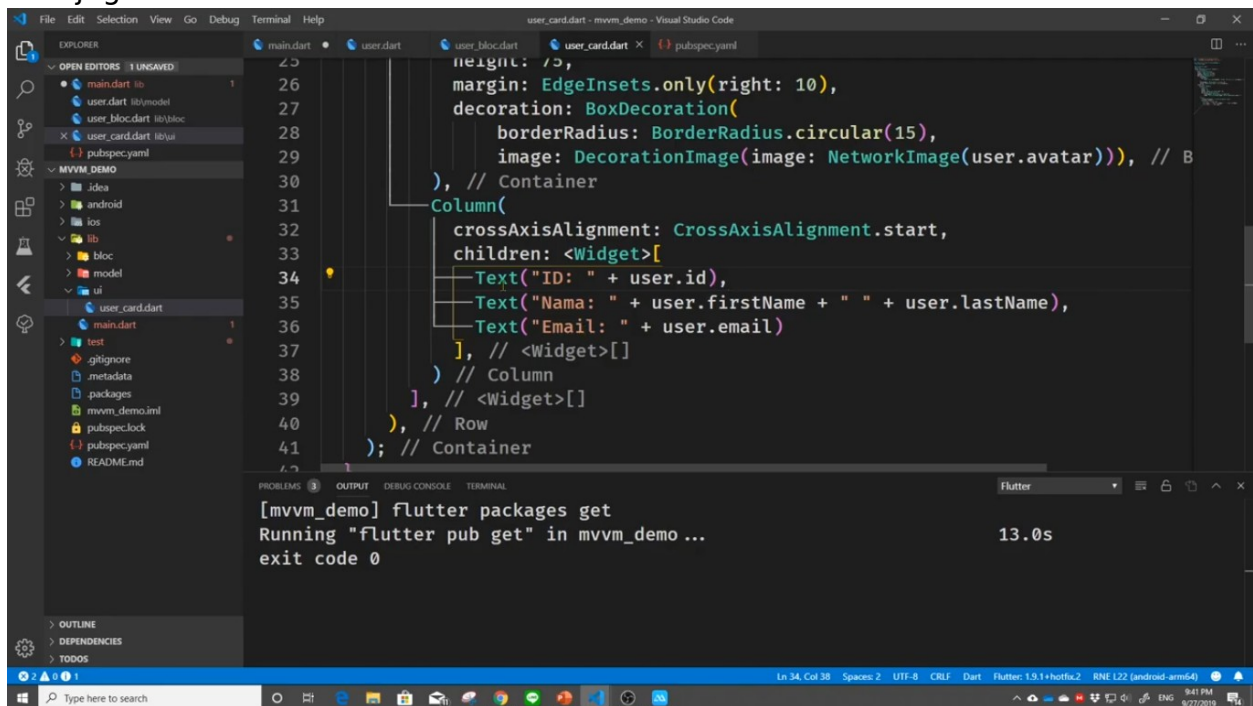 File Edit Selection View Go Debug Terminal Help
user_card.dart - mvvm_demo - Visual Studio Code
EXPLORER
OPEN EDITORS 1 UNSAVED
main.dart lib 1
user.dart lib\model
user_bloc.dart lib\bloc
user_card.dart lib\ui
pubspec.yaml
MVVM_DEMO
.idea
android
ios
lib
bloc
model
ui
user_card.dart
main.dart 1
test
.gitignore
.metadata
.packages
mvvm_demo.iml
pubspec.lock
pubspec.yaml
README.md
OUTLINE
DEPENDENCIES
TODOS
main.dart user.dart user_bloc.dart user_card.dart pubspec.yaml
25 height: 75,
26 margin: EdgeInsets.only(right: 10),
27 decoration: BoxDecoration(
28 borderRadius: BorderRadius.circular(15),
29 image: DecorationImage(image: NetworkImage(user.avatar))), // B
30 ), // Container
31 Column(
32 crossAxisAlignment: CrossAxisAlignment.start,
33 children: <Widget>[
34 Text("ID: " + user.id),
35 Text("Nama: " + user.firstName + " " + user.lastName),
36 Text("Email: " + user.email)
37 ], // <Widget>[]
38 ) // Column
39 ], // <Widget>[]
40 ), // Row
41 ); // Container
42 }
PROBLEMS 3 OUTPUT DEBUG CONSOLE TERMINAL
Flutter
[mvvm_demo] flutter packages get
Running "flutter pub get" in mvvm_demo... 13.0s
exit code 0
2 0 1
Ln 34, Col 38 Spaces: 2 UTF-8 CRLF Dart Flutter: 1.9.1+hotfix.2 RNE L22 (android-arm64)
Type here to search
ENG
9:41 PM
9/27/2019